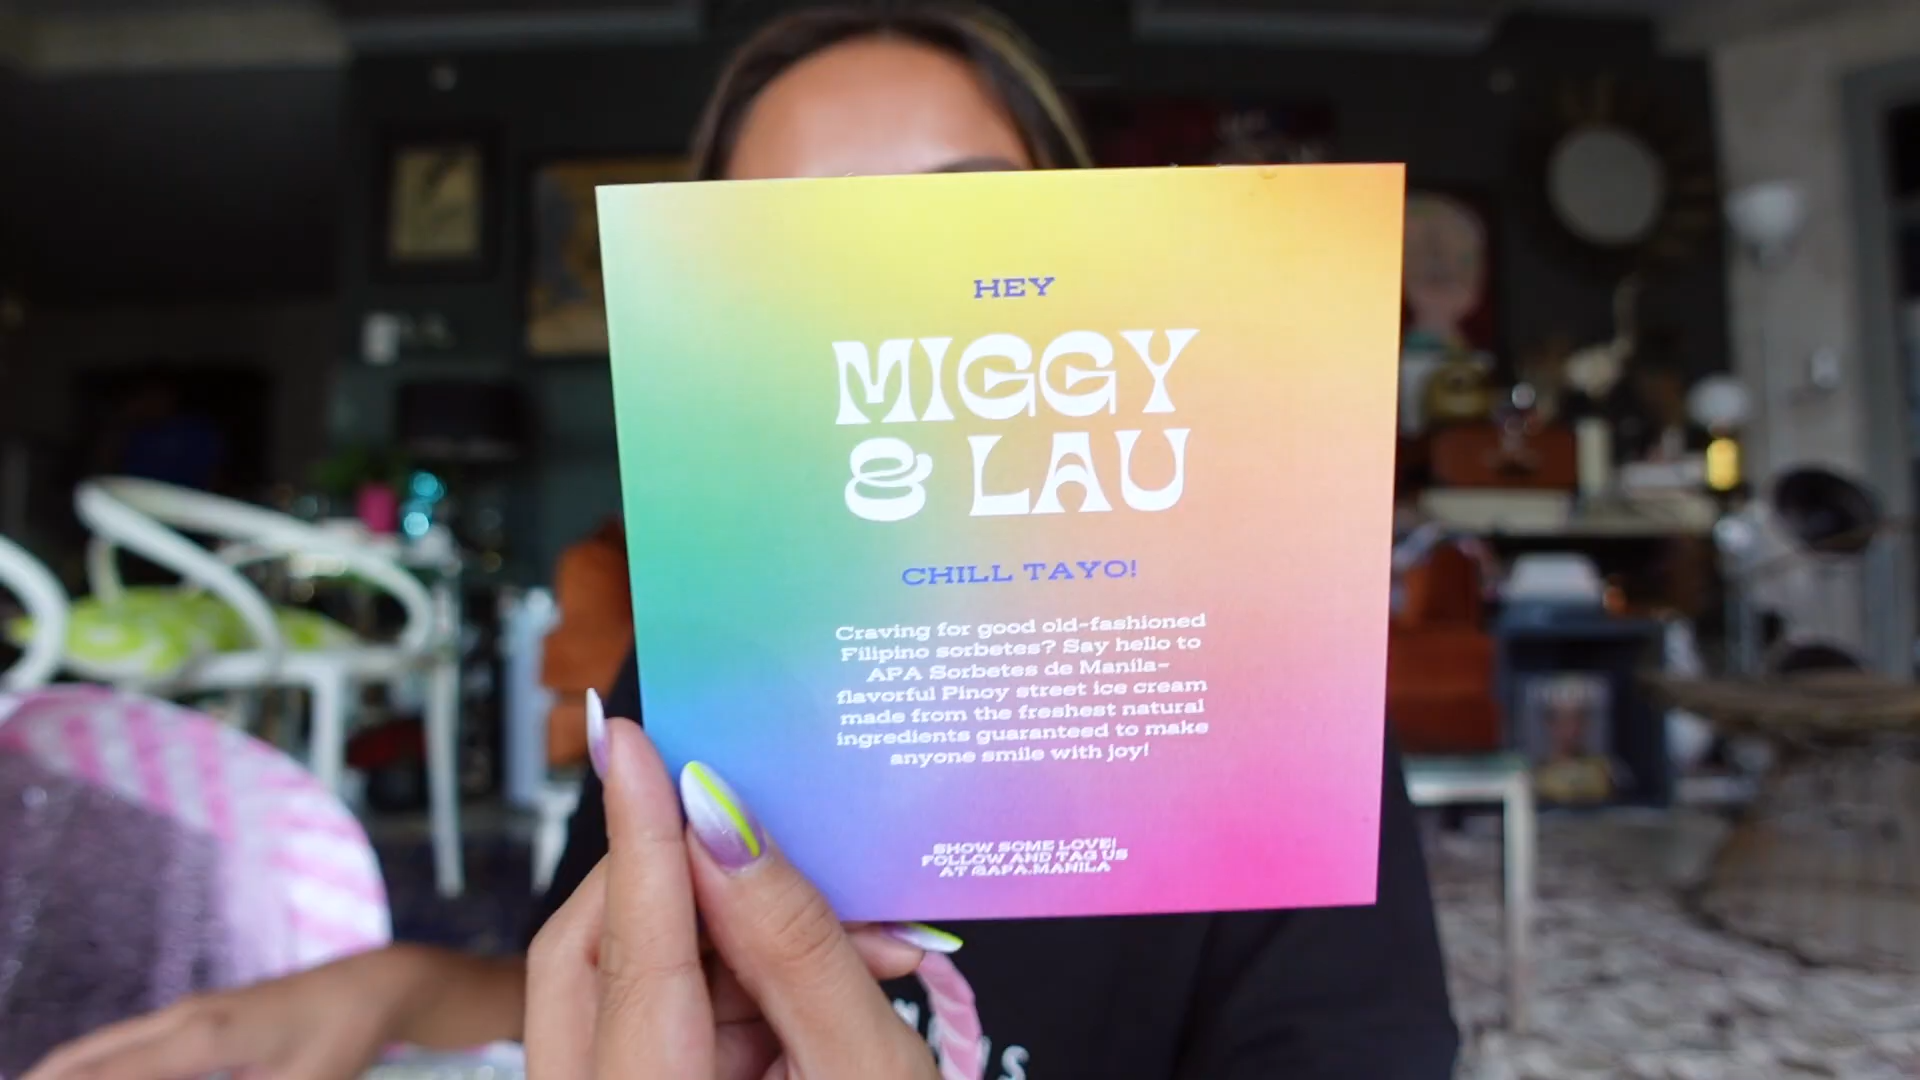 HEY
MIGGY
& LAU
CHILL TAYO!
Craving for good old-fashioned
Filipino sorbetes? Say hello to
APA Sorbetes de Manila-
flavorful Pinoy street ice cream
made from the freshest natural
ingredients guaranteed to make
anyone smile with joy!
SHOW SOME LOVE!
FOLLOW AND TAG US
AT @APA.MANILA